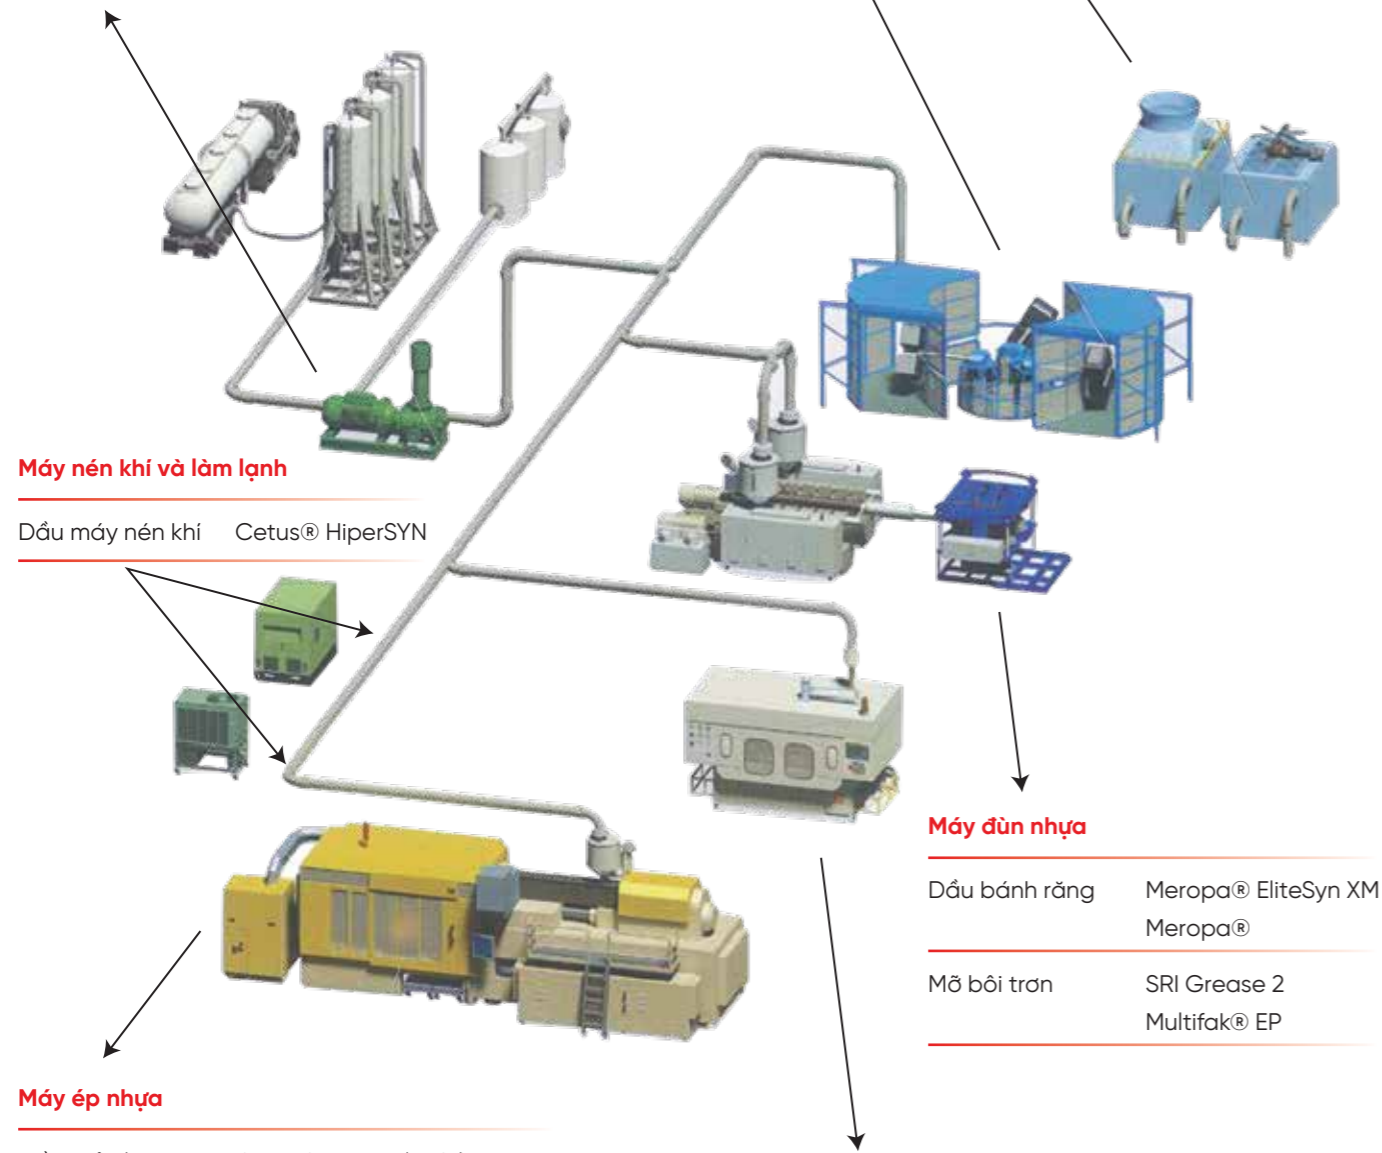 Máy nén khí và làm lạnh
Dầu máy nén khí Cetus® HiperSYN
Máy đùn nhựa
Dầu bánh răng Meropa® EliteSyn XM
Meropa®
Mỡ bôi trơn SRI Grease 2
Multifak® EP
Máy ép nhựa